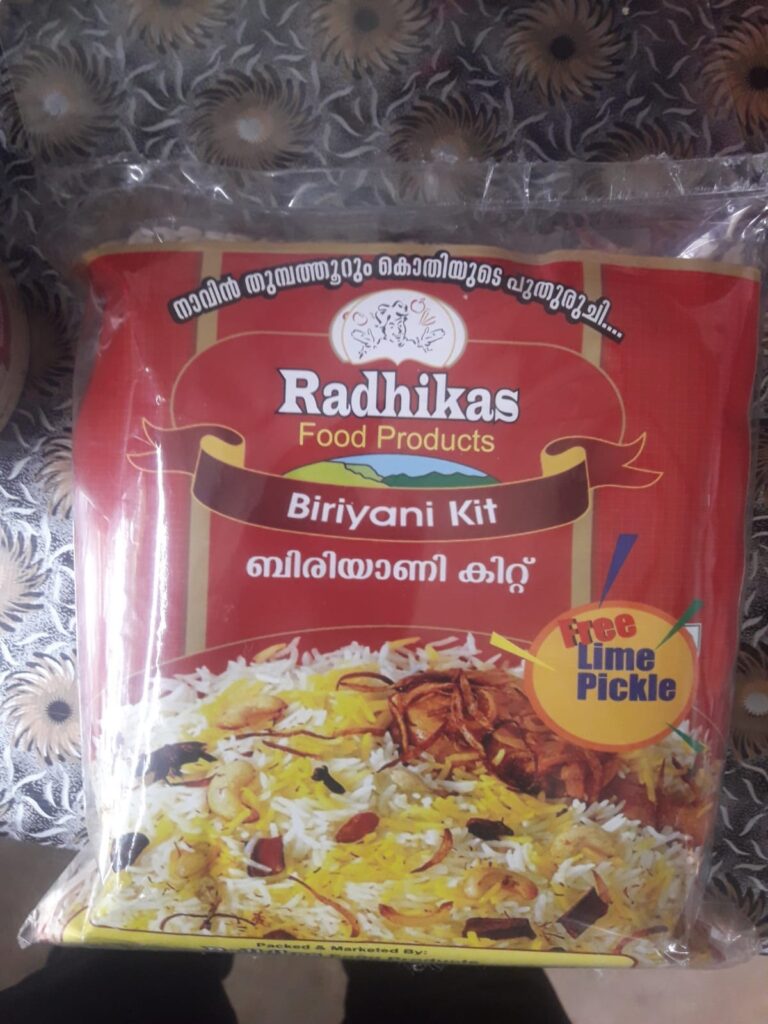 നാവിൻ തുമ്പത്തൂറും കൊതിയുടെ പുതുരുചി....
Radhikas
Food Products
Biriyani Kit
ബിരിയാണി കിറ്റ്
Free
Lime
Pickle
Packed & Marketed By: